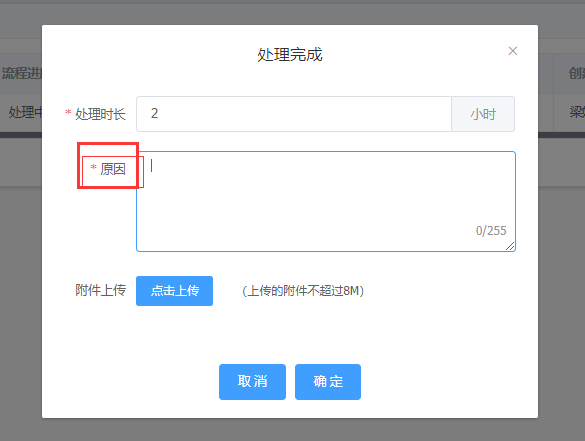 处理完成
流程进
创
处理中
梁
* 处理时长 2 小时
* 原因
0/255
附件上传 点击上传 (上传的附件不超过8M)
取消 确定